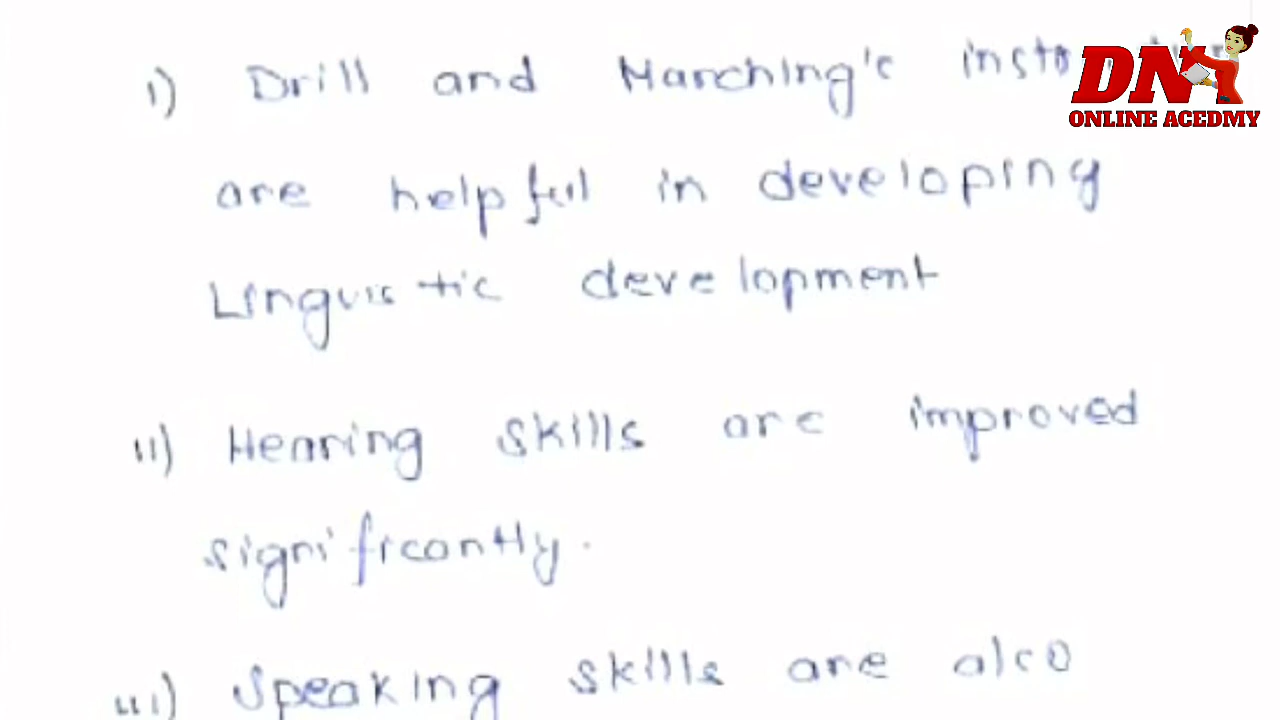 i) Drill and Marching's
are helpful in developing
Linguistic development
ii) Hearing skills are improved
significantly.
iii) Speaking skills are also
DNA
ONLINE ACEDMY